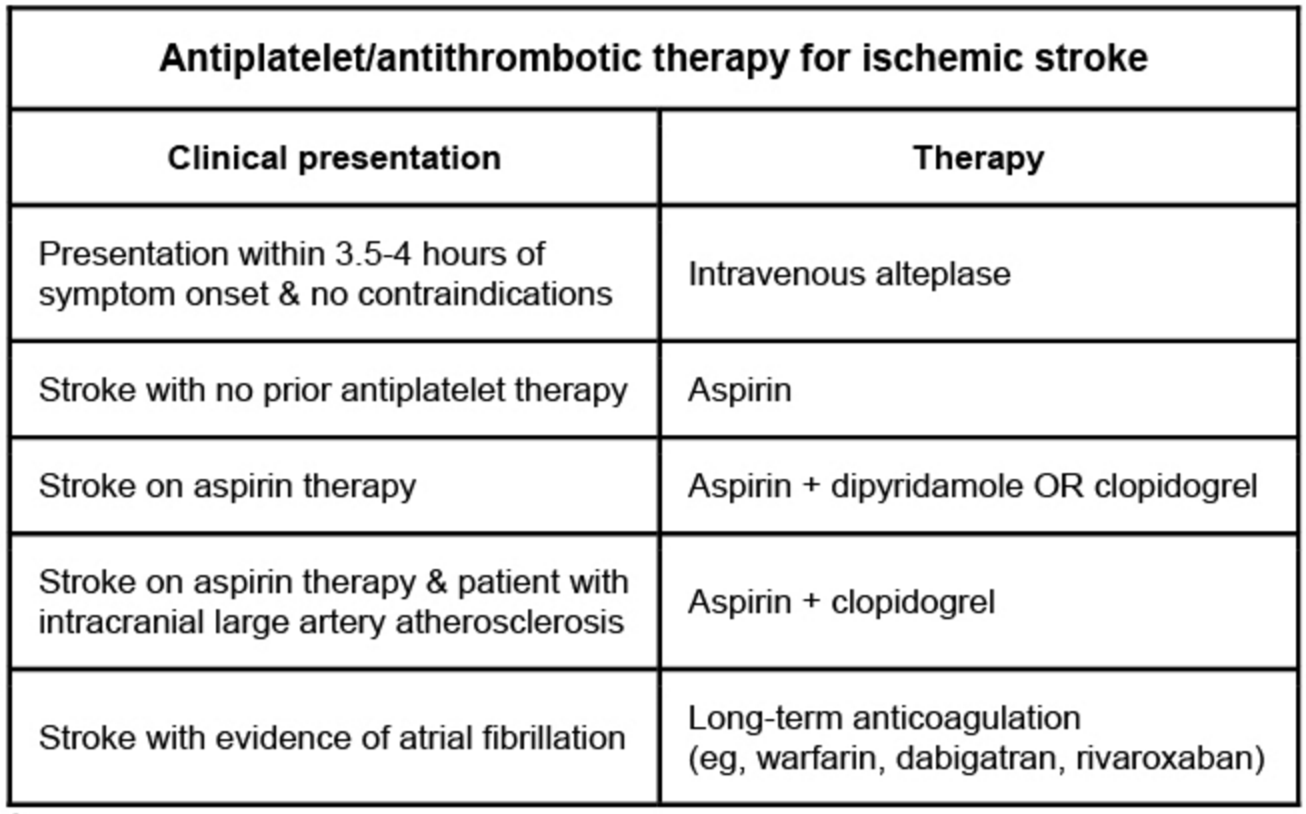 Antiplatelet/antithrombotic therapy for ischemic stroke
Clinical presentation
Therapy
Presentation within 3.5-4 hours of
symptom onset & no contraindications
Intravenous alteplase
Stroke with no prior antiplatelet therapy
Aspirin
Stroke on aspirin therapy
Aspirin + dipyridamole OR clopidogrel
Stroke on aspirin therapy & patient with
intracranial large artery atherosclerosis
Aspirin + clopidogrel
Stroke with evidence of atrial fibrillation
Long-term anticoagulation
(eg, warfarin, dabigatran, rivaroxaban)